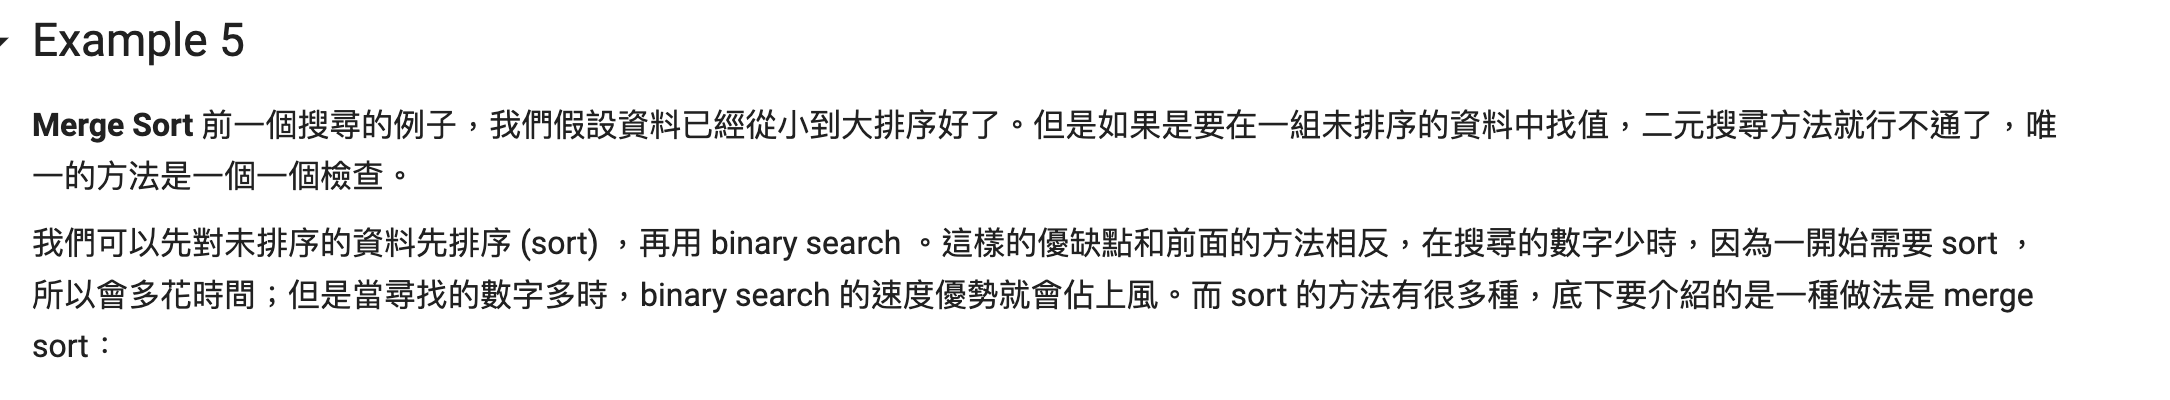 Example 5
Merge Sort 前一個搜尋的例子，我們假設資料已經從小到大排序好了。但是如果是要在一組未排序的資料中找值，二元搜尋方法就行不通了，唯
一的方法是一個一個檢查。
我們可以先對未排序的資料先排序 (sort) ，再用 binary search 。這樣的優缺點和前面的方法相反，在搜尋的數字少時，因為一開始需要 sort ，
所以會多花時間；但是當尋找的數字多時，binary search 的速度優勢就會佔上風。而 sort 的方法有很多種，底下要介紹的是一種做法是 merge
sort：